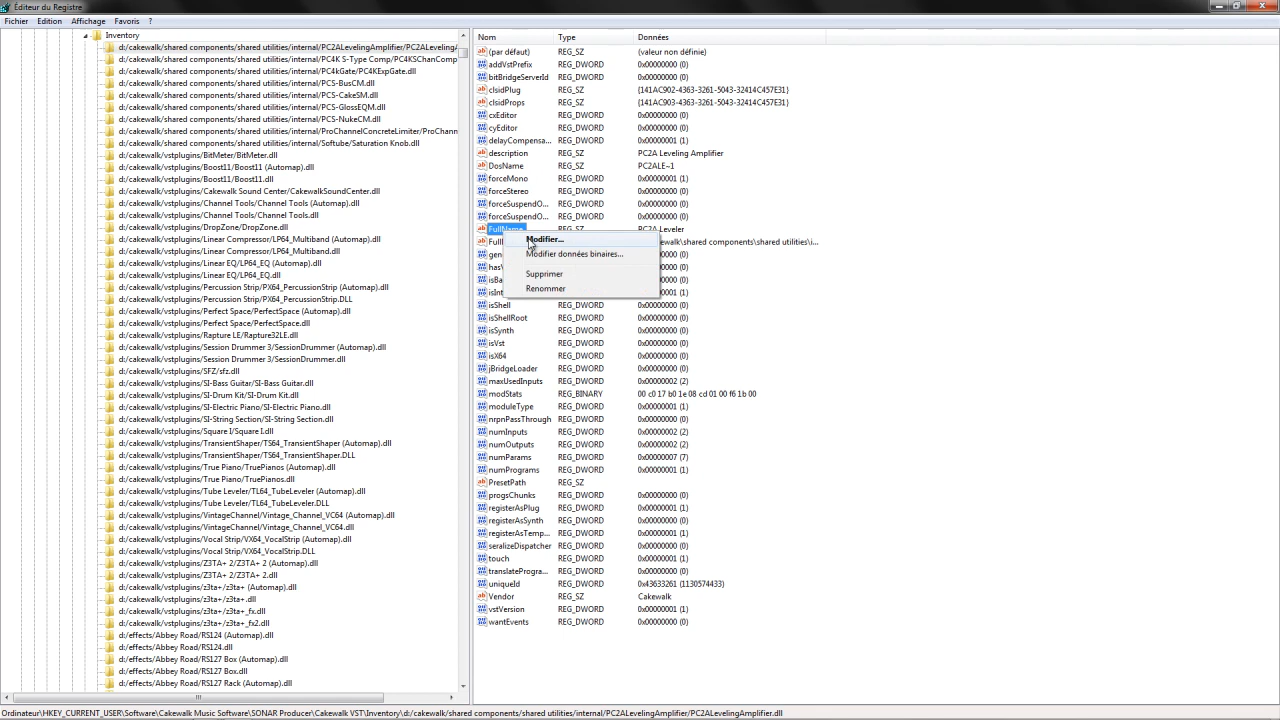 Éditeur du Registre
Fichier Edition Affichage Favoris ?
Inventory
d:/cakewalk/shared components/shared utilities/internal/PC2ALevelingAmplifier/PC2ALevelingA
d:/cakewalk/shared components/shared utilities/internal/PC4K S-Type Comp/PC4KSChanComp
d:/cakewalk/shared components/shared utilities/internal/PC4kGate/PC4KExpGate.dll
d:/cakewalk/shared components/shared utilities/internal/PCS-BusCM.dll
d:/cakewalk/shared components/shared utilities/internal/PCS-CakeSM.dll
d:/cakewalk/shared components/shared utilities/internal/PCS-GlossEQM.dll
d:/cakewalk/shared components/shared utilities/internal/PCS-NukeCM.dll
d:/cakewalk/shared components/shared utilities/internal/ProChannelConcreteLimiter/ProChann
d:/cakewalk/shared components/shared utilities/internal/Softube/Saturation Knob.dll
d:/cakewalk/vstplugins/BitMeter/BitMeter.dll
d:/cakewalk/vstplugins/Boost11/Boost11 (Automap).dll
d:/cakewalk/vstplugins/Boost11/Boost11.dll
d:/cakewalk/vstplugins/Cakewalk Sound Center/CakewalkSoundCenter.dll
d:/cakewalk/vstplugins/Channel Tools/Channel Tools (Automap).dll
d:/cakewalk/vstplugins/Channel Tools/Channel Tools.dll
d:/cakewalk/vstplugins/DropZone/DropZone.dll
d:/cakewalk/vstplugins/Linear Compressor/LP64_Multiband (Automap).dll
d:/cakewalk/vstplugins/Linear Compressor/LP64_Multiband.dll
d:/cakewalk/vstplugins/Linear EQ/LP64_EQ (Automap).dll
d:/cakewalk/vstplugins/Linear EQ/LP64_EQ.dll
d:/cakewalk/vstplugins/Percussion Strip/PX64_PercussionStrip (Automap).dll
d:/cakewalk/vstplugins/Percussion Strip/PX64_PercussionStrip.DLL
d:/cakewalk/vstplugins/Perfect Space/PerfectSpace (Automap).dll
d:/cakewalk/vstplugins/Perfect Space/PerfectSpace.dll
d:/cakewalk/vstplugins/Rapture LE/Rapture32LE.dll
d:/cakewalk/vstplugins/Session Drummer 3/SessionDrummer (Automap).dll
d:/cakewalk/vstplugins/Session Drummer 3/SessionDrummer.dll
d:/cakewalk/vstplugins/SFZ/sfz.dll
d:/cakewalk/vstplugins/SI-Bass Guitar/SI-Bass Guitar.dll
d:/cakewalk/vstplugins/SI-Drum Kit/SI-Drum Kit.dll
d:/cakewalk/vstplugins/SI-Electric Piano/SI-Electric Piano.dll
d:/cakewalk/vstplugins/SI-String Section/SI-String Section.dll
d:/cakewalk/vstplugins/Square I/Square I.dll
d:/cakewalk/vstplugins/TransientShaper/TS64_TransientShaper (Automap).dll
d:/cakewalk/vstplugins/TransientShaper/TS64_TransientShaper.DLL
d:/cakewalk/vstplugins/True Piano/TruePianos (Automap).dll
d:/cakewalk/vstplugins/True Piano/TruePianos.dll
d:/cakewalk/vstplugins/Tube Leveler/TL64_TubeLeveler (Automap).dll
d:/cakewalk/vstplugins/Tube Leveler/TL64_TubeLeveler.DLL
d:/cakewalk/vstplugins/VintageChannel/Vintage_Channel_VC64 (Automap).dll
d:/cakewalk/vstplugins/VintageChannel/Vintage_Channel_VC64.dll
d:/cakewalk/vstplugins/Vocal Strip/VX64_VocalStrip (Automap).dll
d:/cakewalk/vstplugins/Vocal Strip/VX64_VocalStrip.DLL
d:/cakewalk/vstplugins/Z3TA+ 2/Z3TA+ 2 (Automap).dll
d:/cakewalk/vstplugins/Z3TA+ 2/Z3TA+ 2.dll
d:/cakewalk/vstplugins/z3ta+/z3ta+ (Automap).dll
d:/cakewalk/vstplugins/z3ta+/z3ta+.dll
d:/cakewalk/vstplugins/z3ta+/z3ta+_fx.dll
d:/cakewalk/vstplugins/z3ta+/z3ta+_fx2.dll
d:/effects/Abbey Road/RS124 (Automap).dll
d:/effects/Abbey Road/RS124.dll
d:/effects/Abbey Road/RS127 Box (Automap).dll
d:/effects/Abbey Road/RS127 Box.dll
d:/effects/Abbey Road/RS127 Rack (Automap).dll
Nom Type Données
(par défaut) REG_SZ (valeur non définie)
addVstPrefix REG_DWORD 0x00000000 (0)
bitBridgeServerId REG_DWORD 0x00000000 (0)
clsidPlug REG_SZ {141AC902-4363-3261-5043-32414C457E31}
clsidProps REG_SZ {141AC903-4363-3261-5043-32414C457E31}
cxEditor REG_DWORD 0x00000000 (0)
cyEditor REG_DWORD 0x00000000 (0)
delayCompensa... REG_DWORD 0x00000001 (1)
description REG_SZ PC2A Leveling Amplifier
DosName REG_SZ PC2ALE~1
forceMono REG_DWORD 0x00000001 (1)
forceStereo REG_DWORD 0x00000000 (0)
forceSuspendO... REG_DWORD 0x00000000 (0)
forceSuspendO... REG_DWORD 0x00000000 (0)
FullName REG_SZ PC2A Leveler
Modifier...
Modifier données binaires...
Supprimer
Renommer
Full ewalk\shared components\shared utilities\i...
gen 00000 (0)
has 00000 (0)
isBa 00000 (0)
isInt 00001 (1)
isShell REG_DWORD 0x00000000 (0)
isShellRoot REG_DWORD 0x00000000 (0)
isSynth REG_DWORD 0x00000000 (0)
isVst REG_DWORD 0x00000000 (0)
isX64 REG_DWORD 0x00000000 (0)
jBridgeLoader REG_DWORD 0x00000000 (0)
maxUsedInputs REG_DWORD 0x00000002 (2)
modStats REG_BINARY 00 c0 17 b0 1e 08 cd 01 00 f6 1b 00
moduleType REG_DWORD 0x00000001 (1)
nrpnPassThrough REG_DWORD 0x00000000 (0)
numInputs REG_DWORD 0x00000002 (2)
numOutputs REG_DWORD 0x00000002 (2)
numParams REG_DWORD 0x00000007 (7)
numPrograms REG_DWORD 0x00000001 (1)
PresetPath REG_SZ
progsChunks REG_DWORD 0x00000000 (0)
registerAsPlug REG_DWORD 0x00000001 (1)
registerAsSynth REG_DWORD 0x00000000 (0)
registerAsTemp... REG_DWORD 0x00000001 (1)
seralizeDispatcher REG_DWORD 0x00000000 (0)
touch REG_DWORD 0x00000001 (1)
translateProgra... REG_DWORD 0x00000000 (0)
uniqueId REG_DWORD 0x43633261 (1130574433)
Vendor REG_SZ Cakewalk
vstVersion REG_DWORD 0x00000001 (1)
wantEvents REG_DWORD 0x00000000 (0)
Ordinateur\HKEY_CURRENT_USER\Software\Cakewalk Music Software\SONAR Producer\Cakewalk VST\Inventory\d:/cakewalk/shared components/shared utilities/internal/PC2ALevelingAmplifier/PC2ALevelingAmplifier.dll